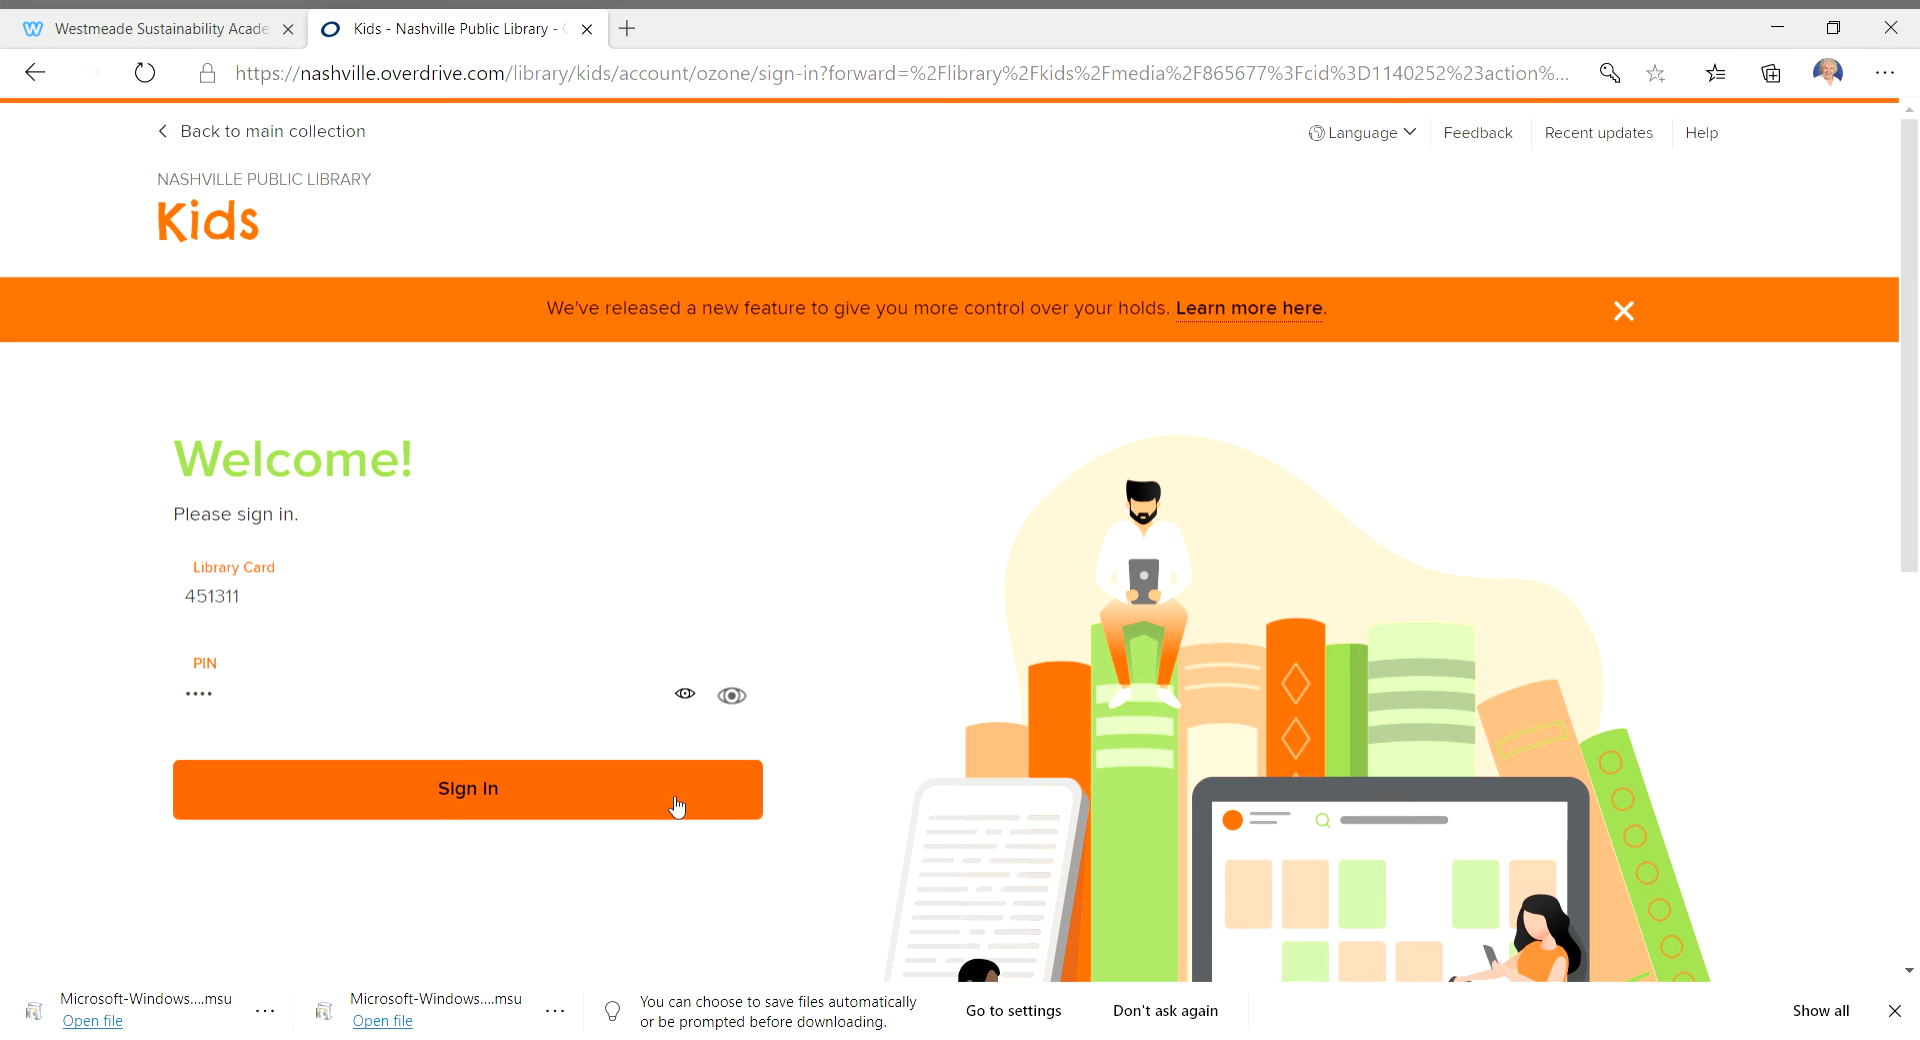 Westmeade Sustainability Acade
Kids - Nashville Public Library -
https://nashville.overdrive.com/library/kids/account/ozone/sign-in?forward=%2Flibrary%2Fkids%2Fmedia%2F865677%3Fcid%3D1140252%23action%...
Back to main collection
Language
Feedback
Recent updates
Help
NASHVILLE PUBLIC LIBRARY
Kids
We've released a new feature to give you more control over your holds. Learn more here.
Welcome!
Please sign in.
Library Card
451311
PIN
••••
Sign in
Microsoft-Windows....msu
Open file
Microsoft-Windows....msu
Open file
You can choose to save files automatically
or be prompted before downloading.
Go to settings
Don't ask again
Show all